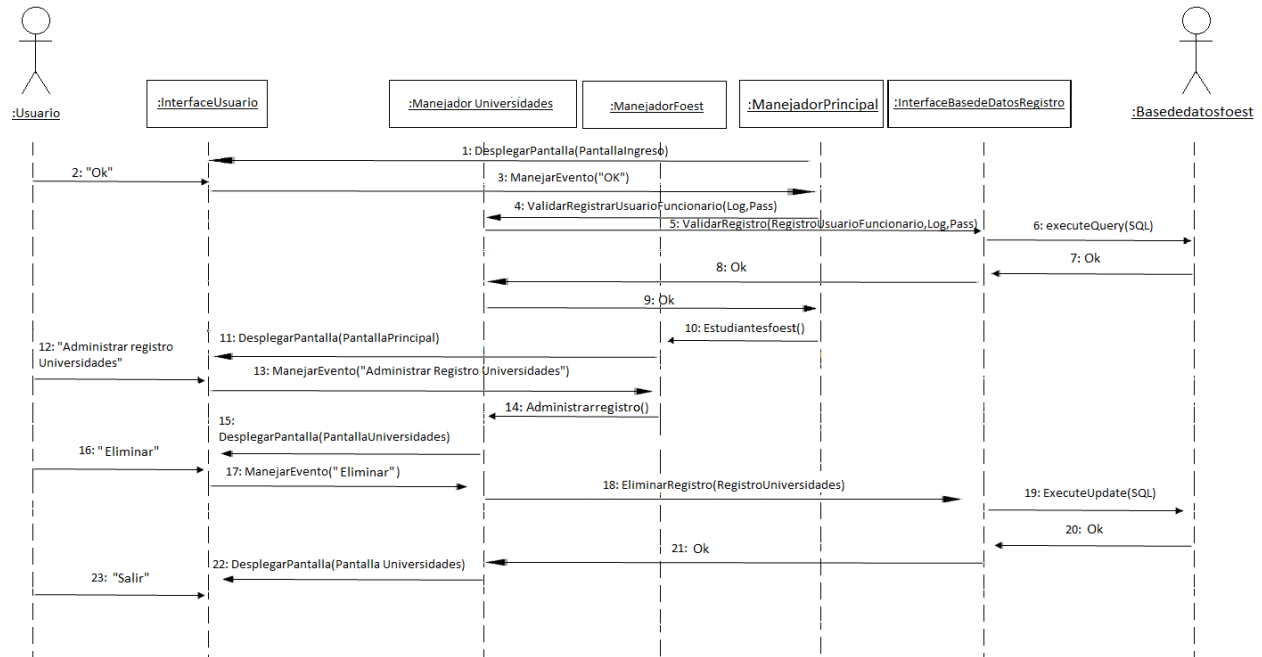 :Usuario
:InterfaceUsuario
:Manejador Universidades
:ManejadorFoest
:ManejadorPrincipal
:InterfaceBasedeDatosRegistro
:Basededatosfoest
1: DesplegarPantalla(PantallaIngreso)
2: "Ok"
3: ManejarEvento("OK")
4: ValidarRegistrarUsuarioFuncionario(Log,Pass)
5: ValidarRegistro(RegistroUsuarioFuncionario,Log,Pass)
6: executeQuery(SQL)
7: Ok
8: Ok
9: Ok
10: Estudiantesfoest()
11: DesplegarPantalla(PantallaPrincipal)
12: "Administrar registro
Universidades"
13: ManejarEvento("Administrar Registro Universidades")
14: Administrarregistro()
15:
DesplegarPantalla(PantallaUniversidades)
16: "Eliminar"
17: ManejarEvento("Eliminar")
18: EliminarRegistro(RegistroUniversidades)
19: ExecuteUpdate(SQL)
20: Ok
21: Ok
22: DesplegarPantalla(Pantalla Universidades)
23: "Salir"